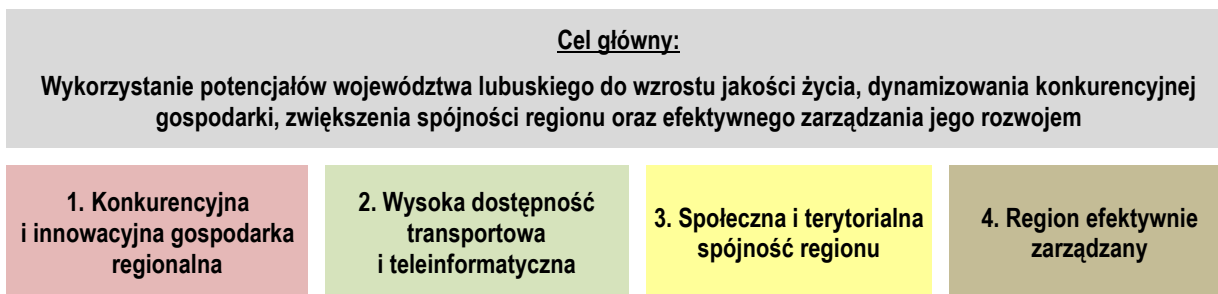 Cel główny:
Wykorzystanie potencjałów województwa lubuskiego do wzrostu jakości życia, dynamizowania konkurencyjnej
gospodarki, zwiększenia spójności regionu oraz efektywnego zarządzania jego rozwojem
1. Konkurencyjna
i innowacyjna gospodarka
regionalna
2. Wysoka dostępność
transportowa
i teleinformatyczna
3. Społeczna i terytorialna
spójność regionu
4. Region efektywnie
zarządzany